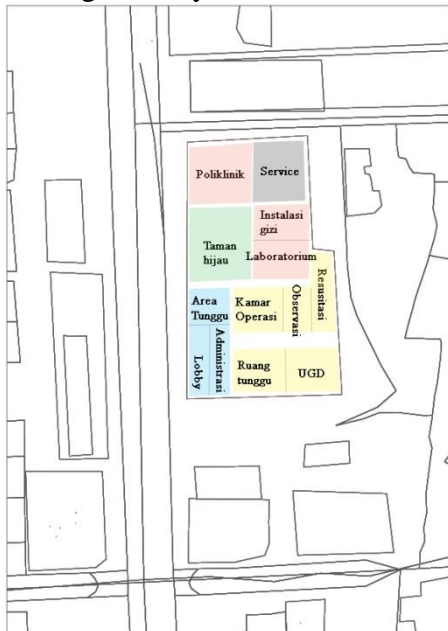 Poliklinik
Service
Instalasi
gizi
Taman
hijau
Laboratorium
Resusitasi
Area
Tunggu
Kamar
Operasi
Observasi
Lobby
Administrasi
Ruang
tunggu
UGD